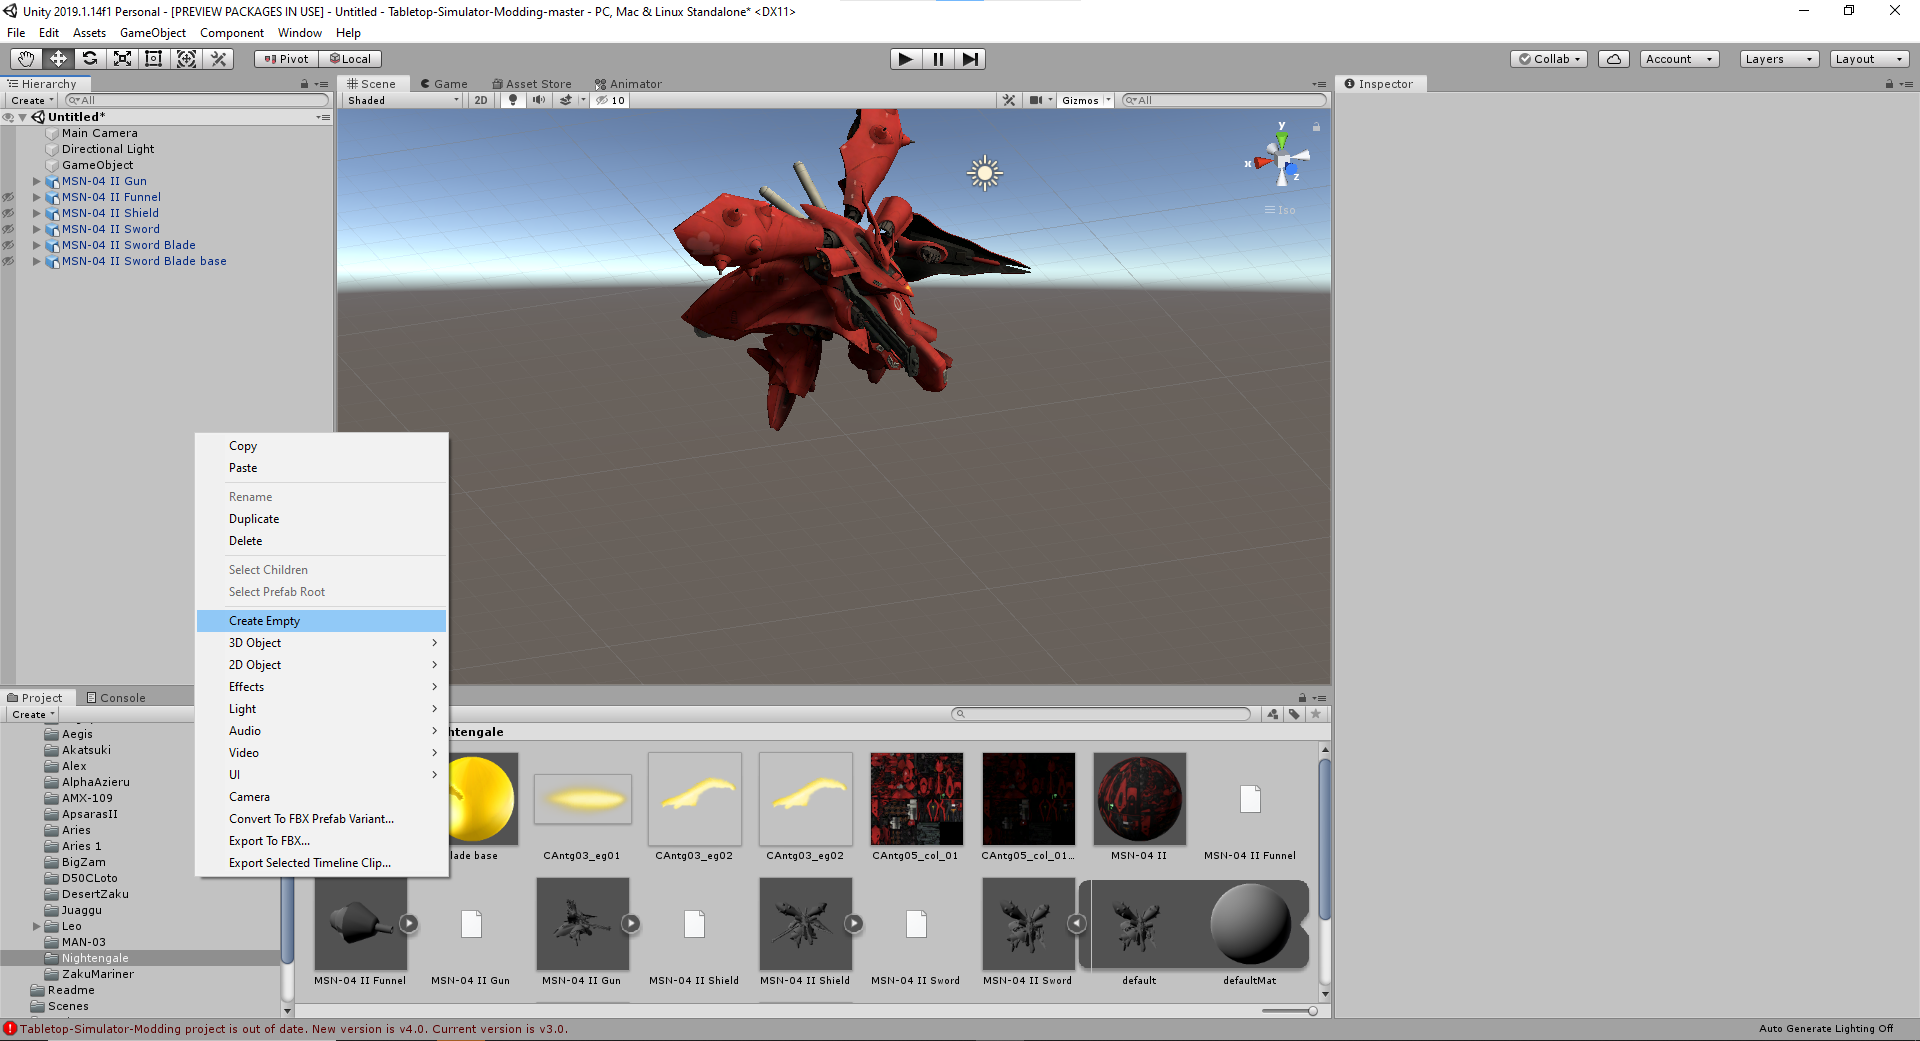 Unity 2019.1.14f1 Personal - [PREVIEW PACKAGES IN USE] - Untitled - Tabletop-Simulator-Modding-master - PC, Mac & Linux Standalone* <DX11>
File Edit Assets GameObject Component Window Help
Pivot Local Collab Account Layers Layout
Hierarchy
Create All
Untitled*
Main Camera
Directional Light
GameObject
MSN-04 II Gun
MSN-04 II Funnel
MSN-04 II Shield
MSN-04 II Sword
MSN-04 II Sword Blade
MSN-04 II Sword Blade base
Scene Game Asset Store Animator
Shaded 2D 10 Gizmos All
y
x
z
Iso
Inspector
Copy
Paste
Rename
Duplicate
Delete
Select Children
Select Prefab Root
Create Empty
3D Object
2D Object
Effects
Light
Audio
Video
UI
Camera
Convert To FBX Prefab Variant...
Export To FBX...
Export Selected Timeline Clip...
Project Console
Create
Aegis
Akatsuki
Alex
AlphaAzieru
AMX-109
ApsarasII
Aries
Aries 1
BigZam
D50CLoto
DesertZaku
Juaggu
Leo
MAN-03
Nightengale
ZakuMariner
Readme
Scenes
htengale
lade base CAntg03_eg01 CAntg03_eg02 CAntg03_eg02 CAntg05_col_01 CAntg05_col_01... MSN-04 II MSN-04 II Funnel
MSN-04 II Funnel MSN-04 II Gun MSN-04 II Gun MSN-04 II Shield MSN-04 II Shield MSN-04 II Sword MSN-04 II Sword default defaultMat
Tabletop-Simulator-Modding project is out of date. New version is v4.0. Current version is v3.0.
Auto Generate Lighting Off